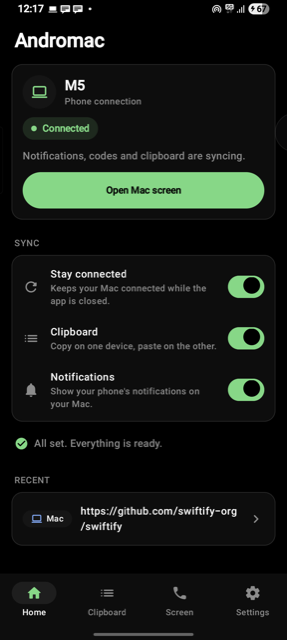 12:17
67
Andromac
M5
Phone connection
Connected
Notifications, codes and clipboard are syncing.
Open Mac screen
SYNC
Stay connected
Keeps your Mac connected while the
app is closed.
Clipboard
Copy on one device, paste on the other.
Notifications
Show your phone's notifications on
your Mac.
All set. Everything is ready.
RECENT
Mac
https://github.com/swiftify-org
/swiftify
Home
Clipboard
Screen
Settings